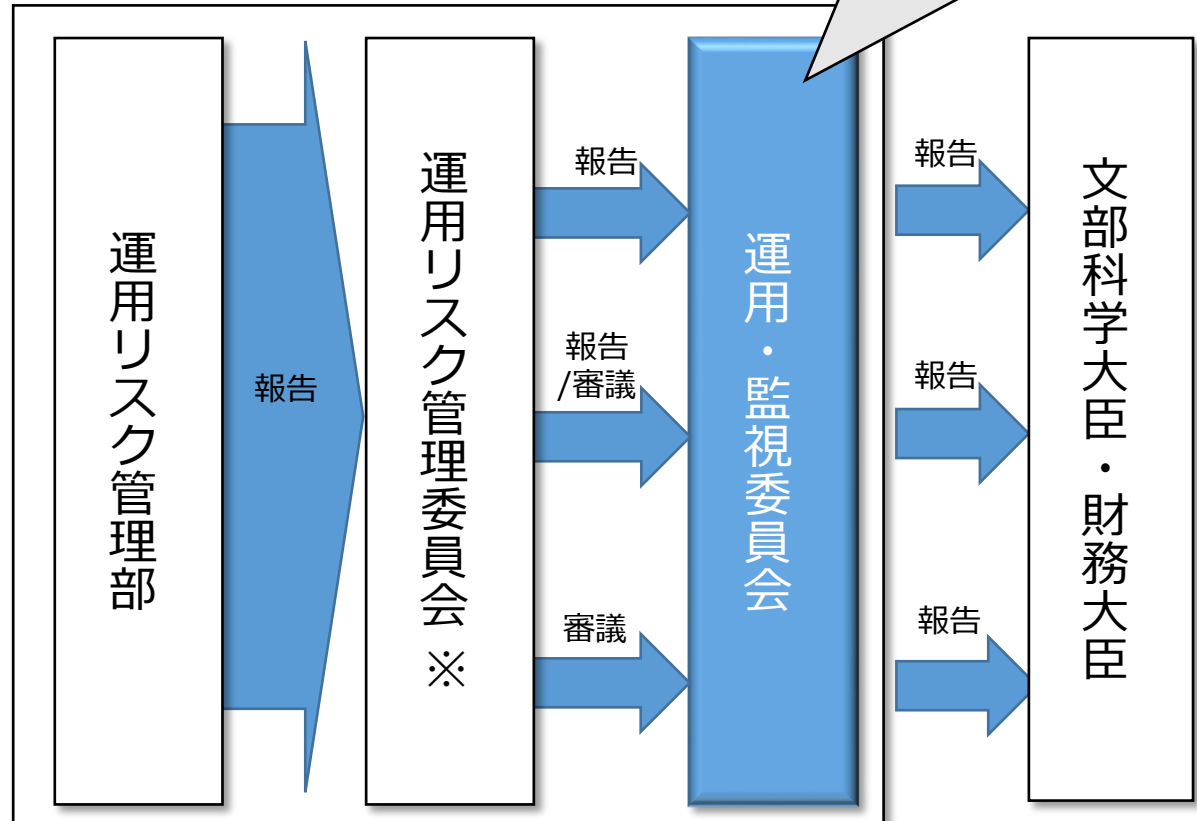 運用リスク管理部
報告
運用リスク管理委員会 ※
報告
報告
/審議
審議
運用・監視委員会
報告
報告
報告
文部科学大臣・財務大臣